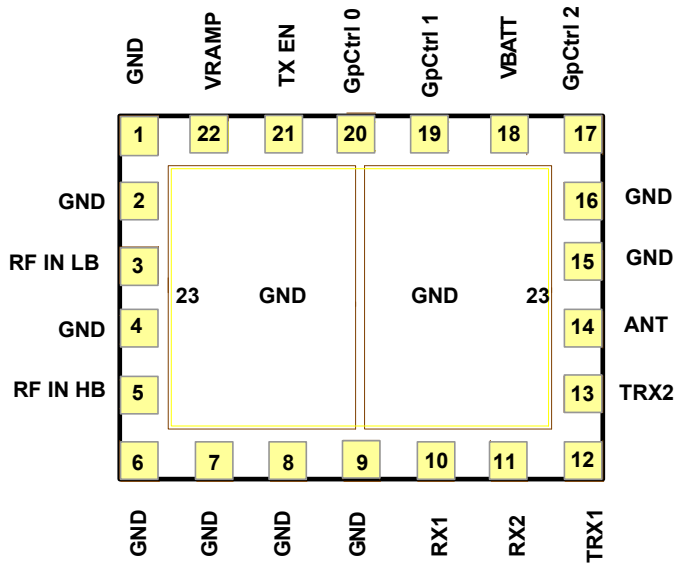 GND
VRAMP
TX EN
GpCtrl 0
GpCtrl 1
VBATT
GpCtrl 2
1
22
21
20
19
18
17
GND
2
16
GND
RF IN LB
3
15
GND
23
GND
GND
23
GND
4
14
ANT
RF IN HB
5
13
TRX2
6
7
8
9
10
11
12
GND
GND
GND
GND
RX1
RX2
TRX1